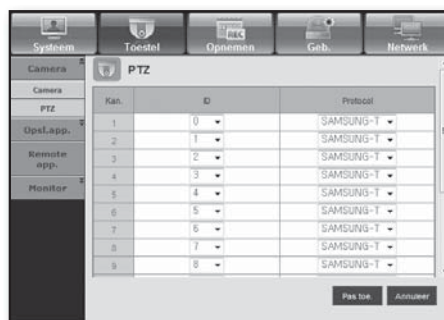 REC
Systeem Toestel Opnemen Geb. Netwerk
Camera
Camera
PTZ
Opsl.app.
Remote app.
Monitor
PTZ
Kan. ID Protocol
1 0 SAMSUNG-T
2 1 SAMSUNG-T
3 2 SAMSUNG-T
4 3 SAMSUNG-T
5 4 SAMSUNG-T
6 5 SAMSUNG-T
7 6 SAMSUNG-T
8 7 SAMSUNG-T
9 8 SAMSUNG-T
Pas toe. Annuleer